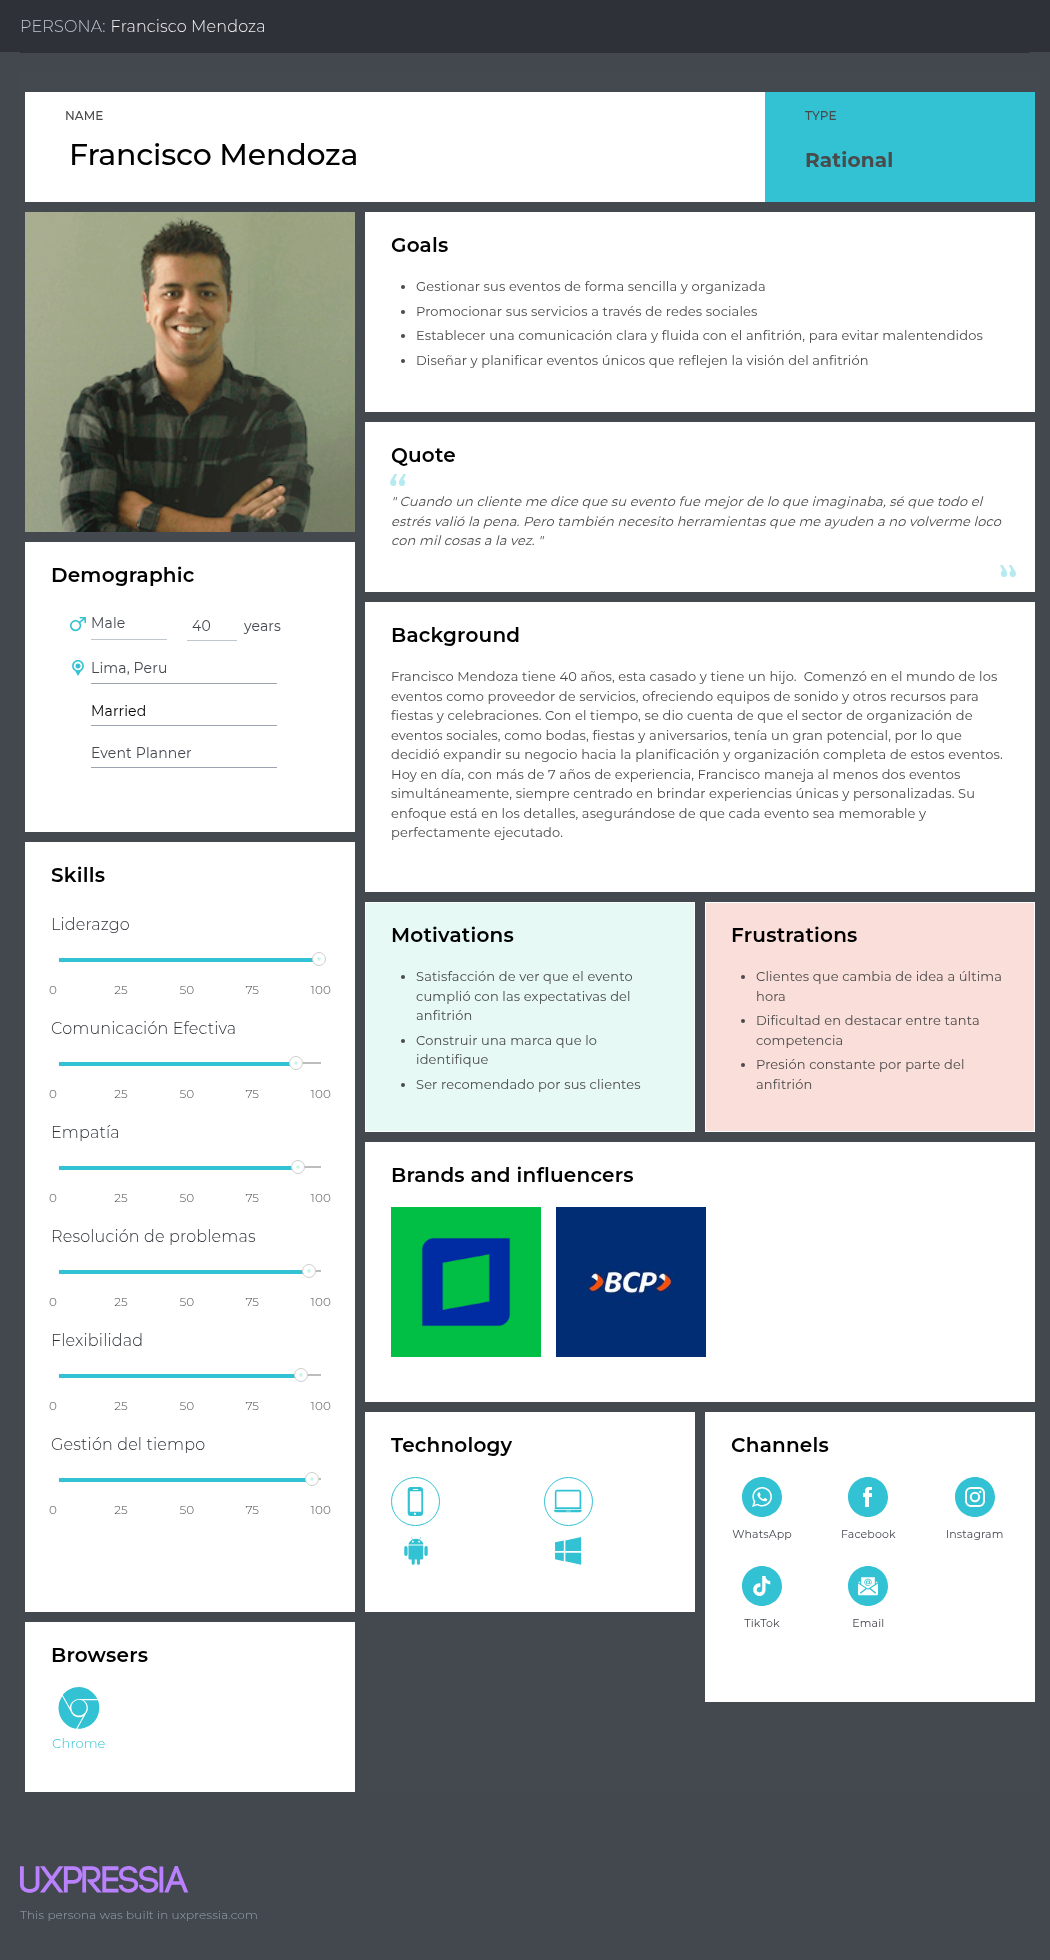 PERSONA: Francisco Mendoza
NAME
Francisco Mendoza
TYPE
Rational
Goals
Gestionar sus eventos de forma sencilla y organizada
Promocionar sus servicios a través de redes sociales
Establecer una comunicación clara y fluida con el anfitrión, para evitar malentendidos
Diseñar y planificar eventos únicos que reflejen la visión del anfitrión
Quote
" Cuando un cliente me dice que su evento fue mejor de lo que imaginaba, sé que todo el
estrés valió la pena. Pero también necesito herramientas que me ayuden a no volverme loco
con mil cosas a la vez. "
Demographic
Male
40 years
Lima, Peru
Married
Event Planner
Background
Francisco Mendoza tiene 40 años, esta casado y tiene un hijo.  Comenzó en el mundo de los
eventos como proveedor de servicios, ofreciendo equipos de sonido y otros recursos para
fiestas y celebraciones. Con el tiempo, se dio cuenta de que el sector de organización de
eventos sociales, como bodas, fiestas y aniversarios, tenía un gran potencial, por lo que
decidió expandir su negocio hacia la planificación y organización completa de estos eventos.
Hoy en día, con más de 7 años de experiencia, Francisco maneja al menos dos eventos
simultáneamente, siempre centrado en brindar experiencias únicas y personalizadas. Su
enfoque está en los detalles, asegurándose de que cada evento sea memorable y
perfectamente ejecutado.
Skills
Liderazgo
0 25 50 75 100
Comunicación Efectiva
0 25 50 75 100
Empatía
0 25 50 75 100
Resolución de problemas
0 25 50 75 100
Flexibilidad
0 25 50 75 100
Gestión del tiempo
0 25 50 75 100
Motivations
Satisfacción de ver que el evento
cumplió con las expectativas del
anfitrión
Construir una marca que lo
identifique
Ser recomendado por sus clientes
Frustrations
Clientes que cambia de idea a última
hora
Dificultad en destacar entre tanta
competencia
Presión constante por parte del
anfitrión
Brands and influencers
BCP
Technology
Channels
WhatsApp
Facebook
Instagram
TikTok
Email
Browsers
Chrome
UXPRESSIA
This persona was built in uxpressia.com